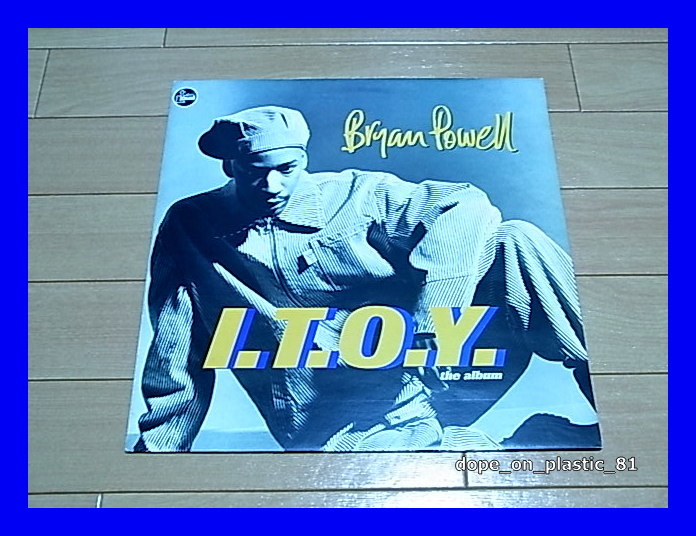 Bryan Powell
I.T.O.Y.
the album
dope_on_plastic_81